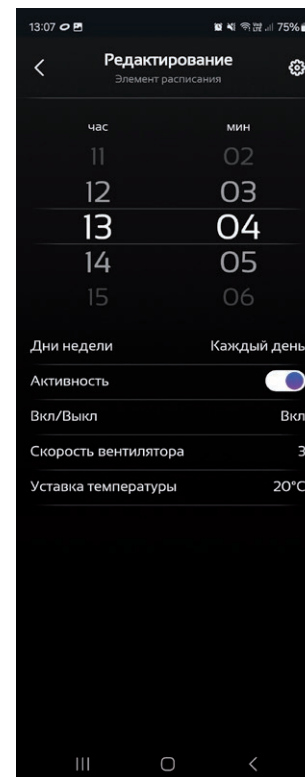 13:07 75%
Редактирование
Элемент расписания
час мин
11 02
12 03
13 04
14 05
15 06
Дни недели Каждый день
Активность
Вкл/Выкл Вкл
Скорость вентилятора 3
Уставка температуры 20°C